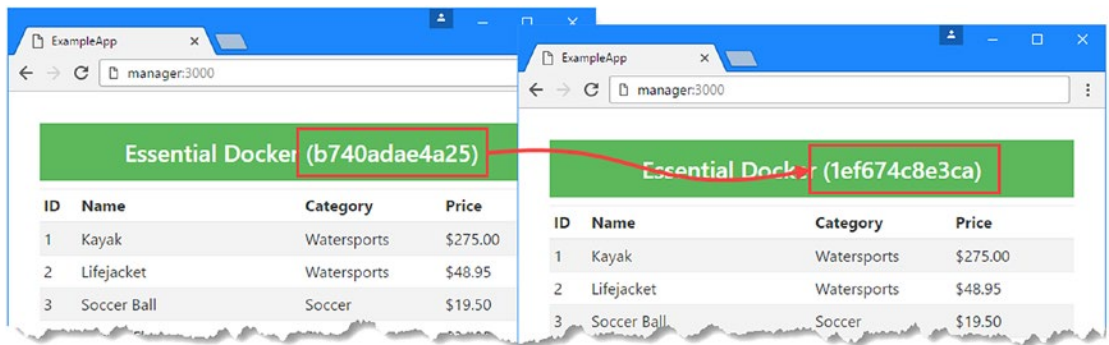 ExampleApp
manager:3000
Essential Docker (b740adae4a25)
ID Name Category Price
1 Kayak Watersports $275.00
2 Lifejacket Watersports $48.95
3 Soccer Ball Soccer $19.50
ExampleApp
manager:3000
Essential Docker (1ef674c8e3ca)
ID Name Category Price
1 Kayak Watersports $275.00
2 Lifejacket Watersports $48.95
3 Soccer Ball Soccer $19.50